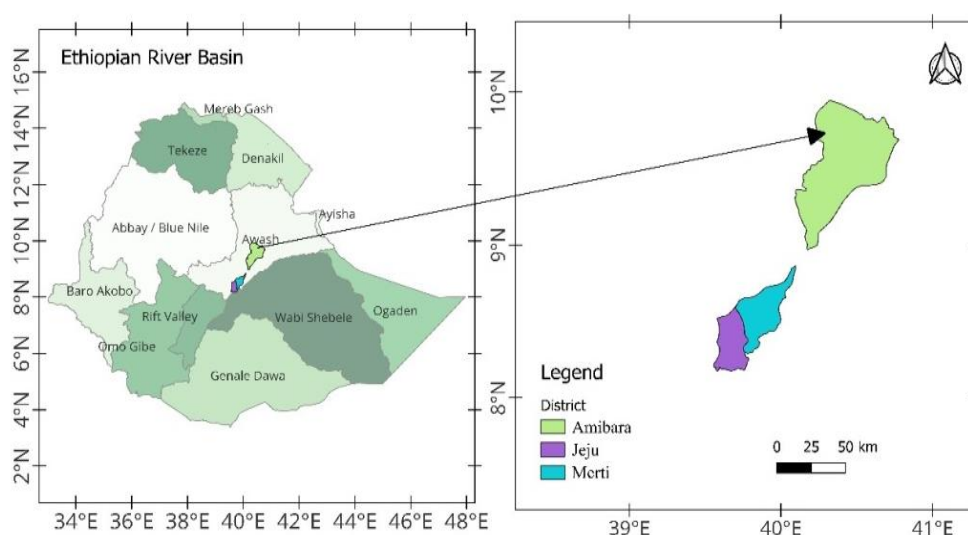 Ethiopian River Basin
16°N
14°N
12°N
10°N
8°N
6°N
4°N
2°N
Mereb Gash
Tekeze
Denakil
Ayisha
Abbay / Blue Nile
Awash
Baro Akobo
Rift Valley
Wabi Shebele
Ogaden
Omo Gibe
Genale Dawa
34°E 36°E 38°E 40°E 42°E 44°E 46°E 48°E
10°N
9°N
8°N
Legend
District
Amibara
Jeju
Merti
0 25 50 km
39°E 40°E 41°E